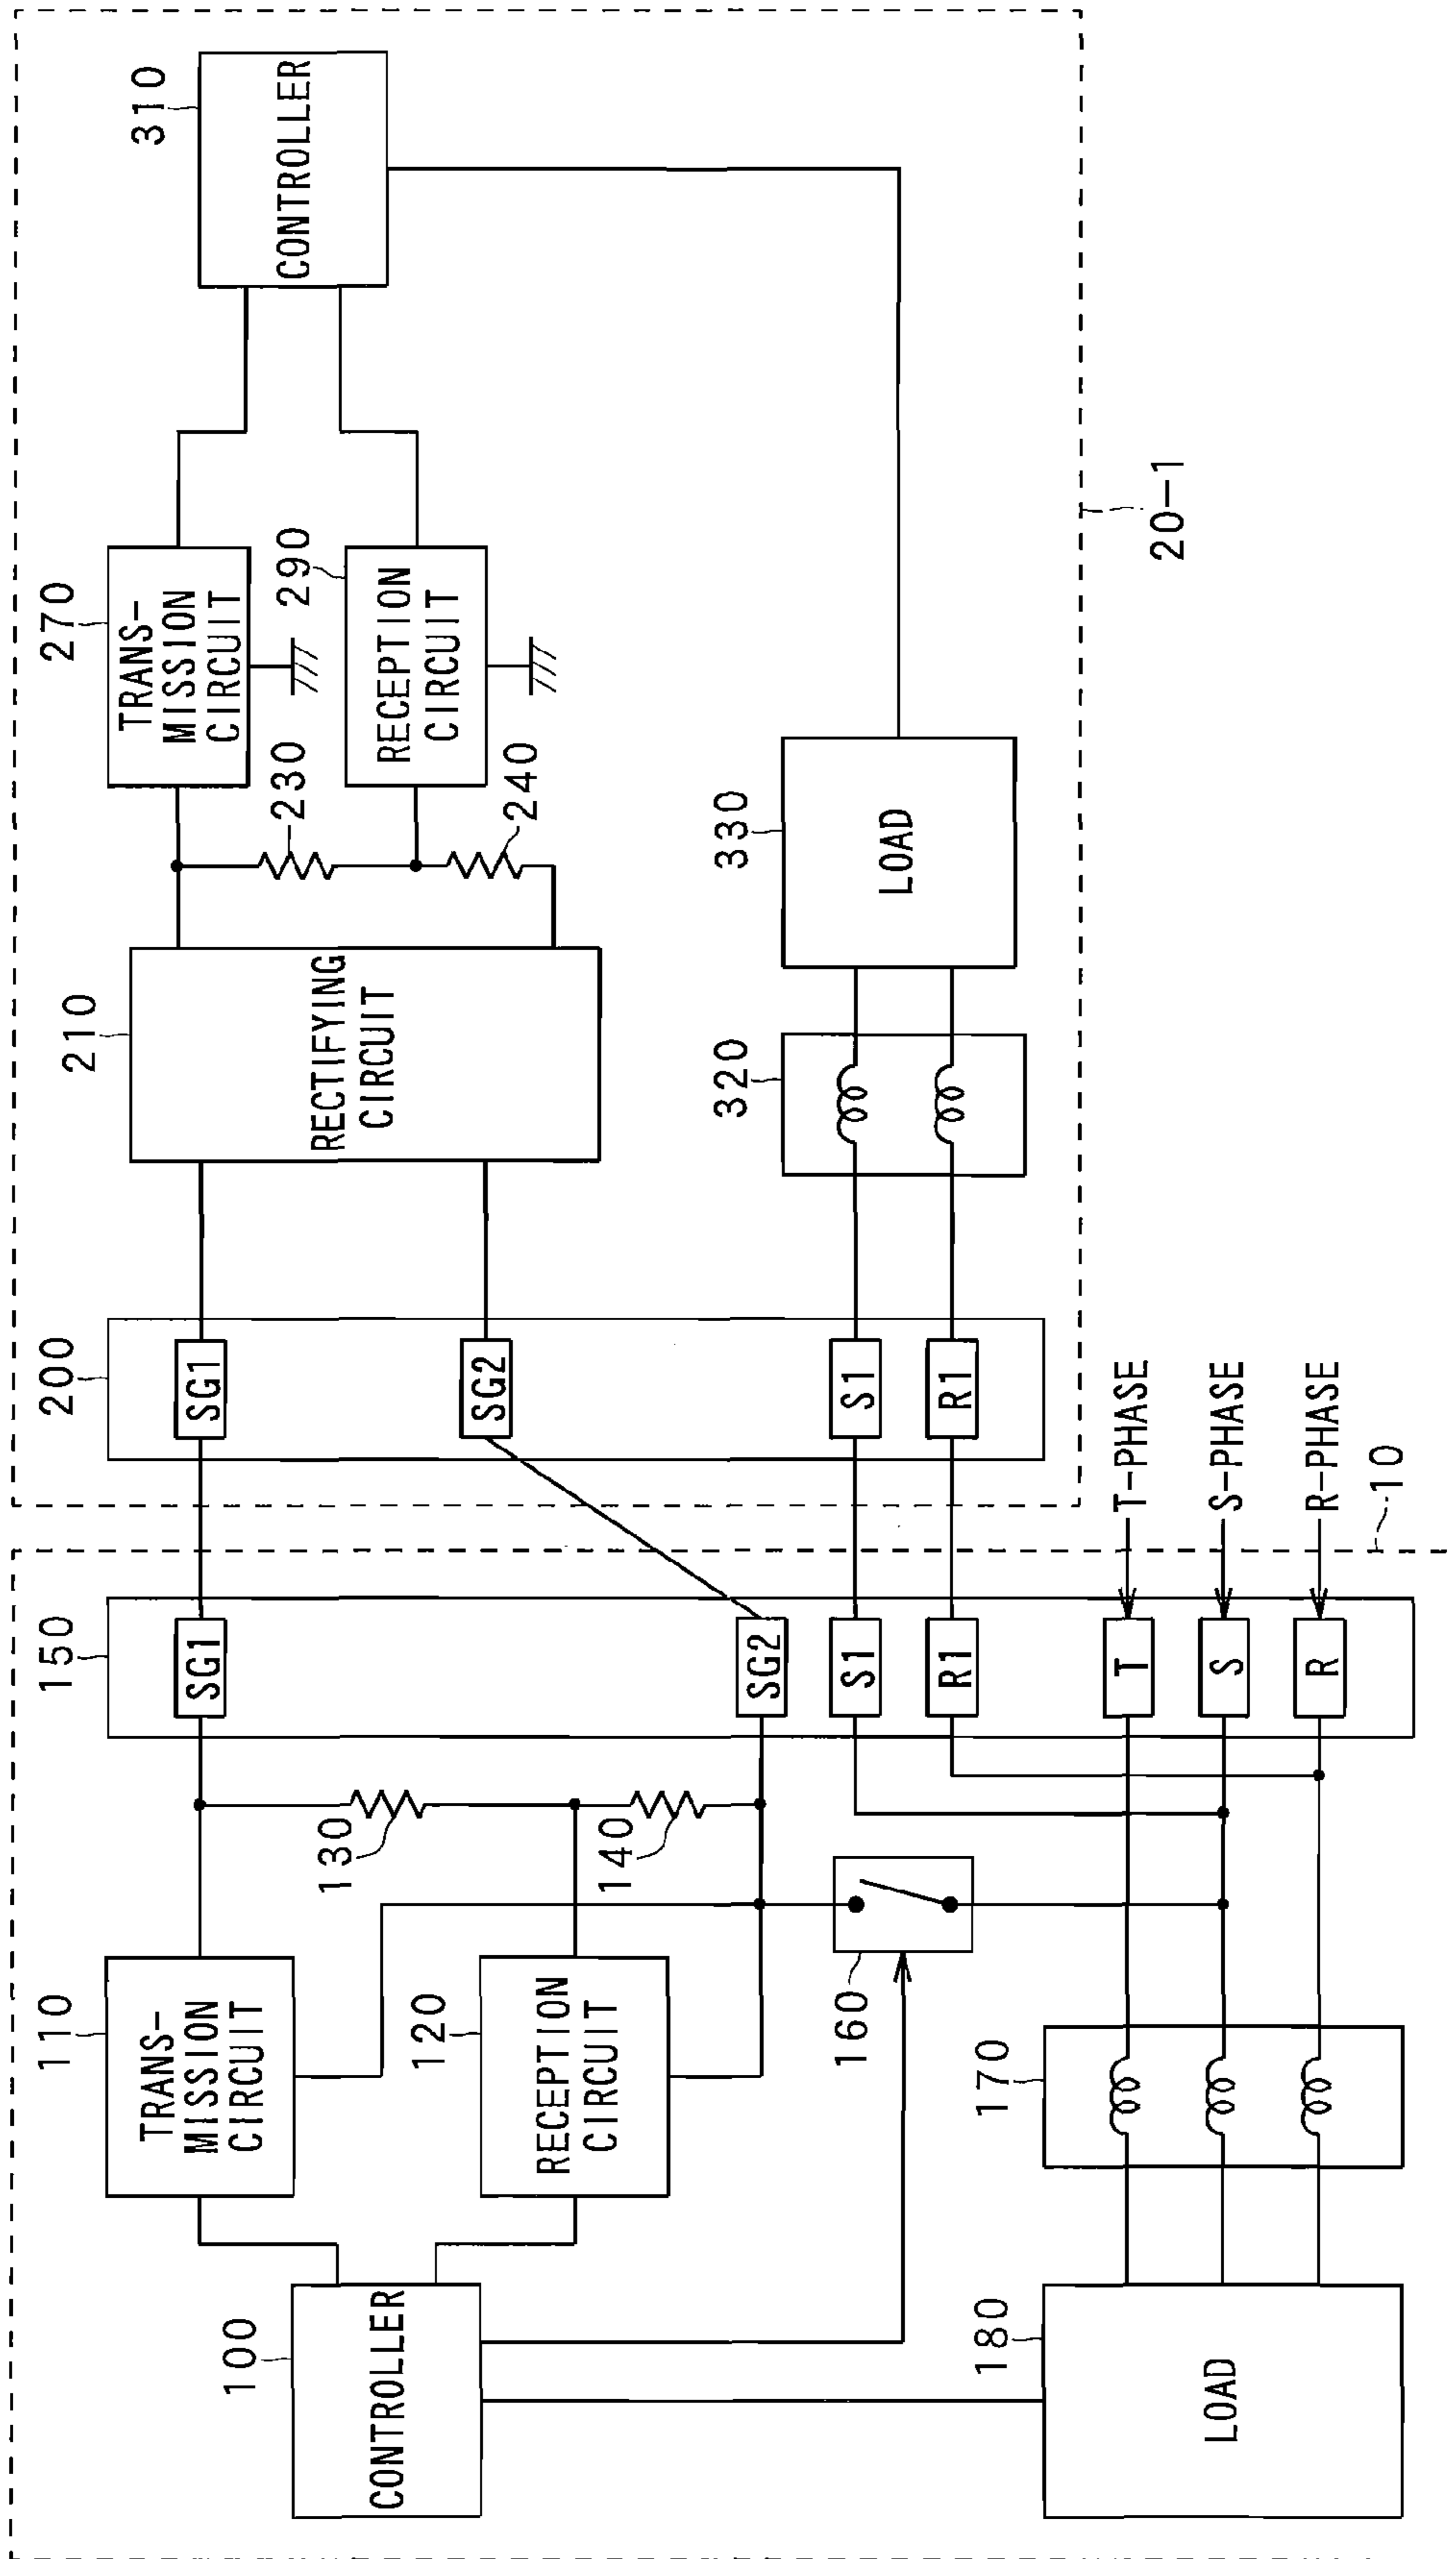 100
CONTROLLER
110
TRANS-
MISSION
CIRCUIT
120
RECEPTION
CIRCUIT
130
140
150
SG1
SG2
S1
R1
T
S
R
160
170
180
LOAD
10
T-PHASE
S-PHASE
R-PHASE
200
SG1
SG2
S1
R1
210
RECTIFYING
CIRCUIT
230
240
270
TRANS-
MISSION
CIRCUIT
290
RECEPTION
CIRCUIT
310
CONTROLLER
320
330
LOAD
20-1